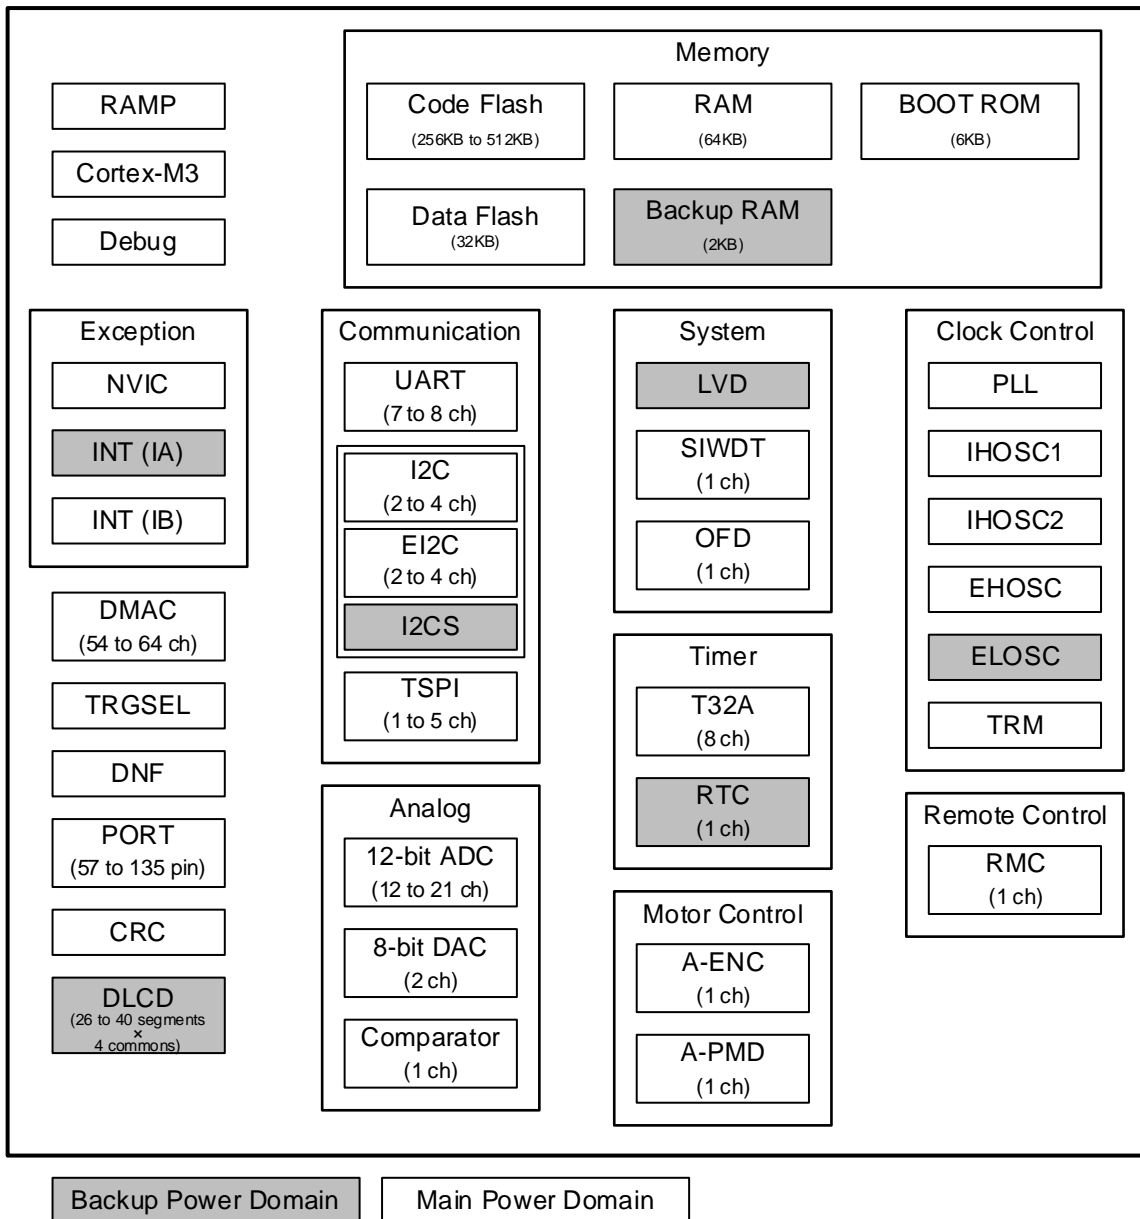 RAMP
Cortex-M3
Debug
Memory
Code Flash
(256KB to 512KB)
RAM
(64KB)
BOOT ROM
(6KB)
Data Flash
(32KB)
Backup RAM
(2KB)
Exception
NVIC
INT (IA)
INT (IB)
DMAC
(54 to 64 ch)
TRGSEL
DNF
PORT
(57 to 135 pin)
CRC
DLCD
(26 to 40 segments
×
4 commons)
Communication
UART
(7 to 8 ch)
I2C
(2 to 4 ch)
EI2C
(2 to 4 ch)
I2CS
TSPI
(1 to 5 ch)
Analog
12-bit ADC
(12 to 21 ch)
8-bit DAC
(2 ch)
Comparator
(1 ch)
System
LVD
SIWDT
(1 ch)
OFD
(1 ch)
Timer
T32A
(8 ch)
RTC
(1 ch)
Motor Control
A-ENC
(1 ch)
A-PMD
(1 ch)
Clock Control
PLL
IHOSC1
IHOSC2
EHOSC
ELOSC
TRM
Remote Control
RMC
(1 ch)
Backup Power Domain
Main Power Domain